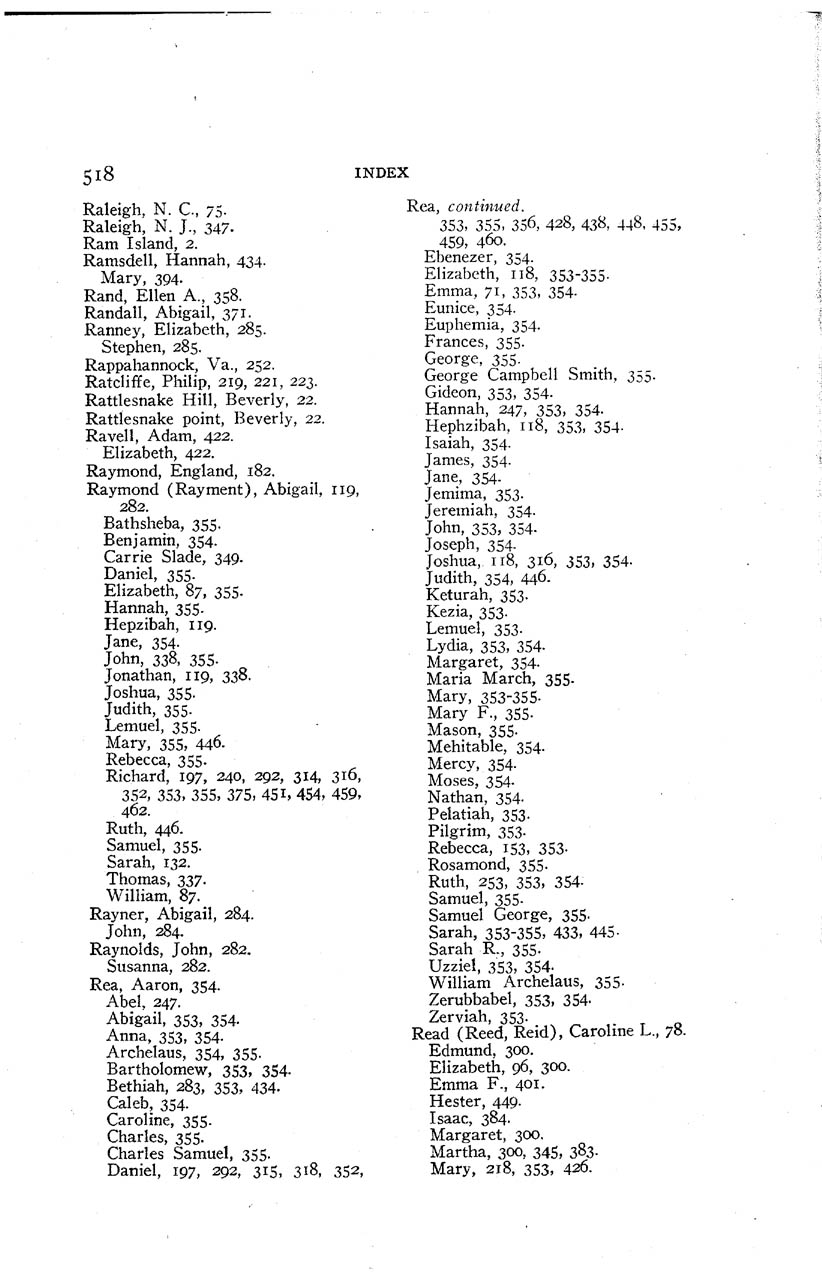 518 INDEX
Raleigh, N. C., 75.
Raleigh, N. J., 347.
Ram Island, 2.
Ramsdell, Hannah, 434.
Mary, 394.
Rand, Ellen A., 358.
Randall, Abigail, 371.
Ranney, Elizabeth, 285.
Stephen, 285.
Rappahannock, Va., 252.
Ratcliffe, Philip, 219, 221, 223.
Rattlesnake Hill, Beverly, 22.
Rattlesnake point, Beverly, 22.
Ravell, Adam, 422.
Elizabeth, 422.
Raymond, England, 182.
Raymond (Rayment), Abigail, 119,
282.
Bathsheba, 355.
Benjamin, 354.
Carrie Slade, 349.
Daniel, 355.
Elizabeth, 87, 355.
Hannah, 355.
Hepzibah, 119.
Jane, 354.
John, 338, 355.
Jonathan, 119, 338.
Joshua, 355.
Judith, 355.
Lemuel, 355.
Mary, 355, 446.
Rebecca, 355.
Richard, 197, 240, 292, 314, 316,
352, 353, 355, 375, 451, 454, 459,
462.
Ruth, 446.
Samuel, 355.
Sarah, 132.
Thomas, 337.
William, 87.
Rayner, Abigail, 284.
John, 284.
Raynolds, John, 282.
Susanna, 282.
Rea, Aaron, 354.
Abel, 247.
Abigail, 353, 354.
Anna, 353, 354.
Archelaus, 354, 355.
Bartholomew, 353, 354.
Bethiah, 283, 353, 434.
Caleb, 354.
Caroline, 355.
Charles, 355.
Charles Samuel, 355.
Daniel, 197, 292, 315, 318, 352,
Rea, continued.
353, 355, 356, 428, 438, 448, 455,
459, 460.
Ebenezer, 354.
Elizabeth, 118, 353-355.
Emma, 71, 353, 354.
Eunice, 354.
Euphemia, 354.
Frances, 355.
George, 355.
George Campbell Smith, 355.
Gideon, 353, 354.
Hannah, 247, 353, 354.
Hephzibah, 118, 353, 354.
Isaiah, 354.
James, 354.
Jane, 354.
Jemima, 353.
Jeremiah, 354.
John, 353, 354.
Joseph, 354.
Joshua, 118, 316, 353, 354.
Judith, 354, 446.
Keturah, 353.
Kezia, 353.
Lemuel, 353.
Lydia, 353, 354.
Margaret, 354.
Maria March, 355.
Mary, 353-355.
Mary F., 355.
Mason, 355.
Mehitable, 354.
Mercy, 354.
Moses, 354.
Nathan, 354.
Pelatiah, 353.
Pilgrim, 353.
Rebecca, 153, 353.
Rosamond, 355.
Ruth, 253, 353, 354.
Samuel, 355.
Samuel George, 355.
Sarah, 353-355, 433, 445.
Sarah R., 355.
Uzziel, 353, 354.
William Archelaus, 355.
Zerubbabel, 353, 354.
Zerviah, 353.
Read (Reed, Reid), Caroline L., 78.
Edmund, 300.
Elizabeth, 96, 300.
Emma F., 401.
Hester, 449.
Isaac, 384.
Margaret, 300.
Martha, 300, 345, 383.
Mary, 218, 353, 426.